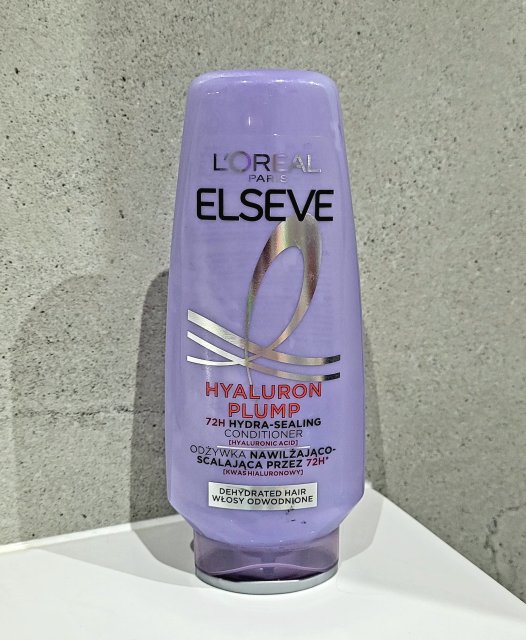 L'ORÉAL
PARIS
ELSEVE
HYALURON
PLUMP
72H HYDRA-SEALING
CONDITIONER
[HYALURONIC ACID]
ODŻYWKA NAWILŻAJĄCO-
SCALAJĄCA PRZEZ 72H*
[KWAS HIALURONOWY]
DEHYDRATED HAIR
WŁOSY ODWODNIONE